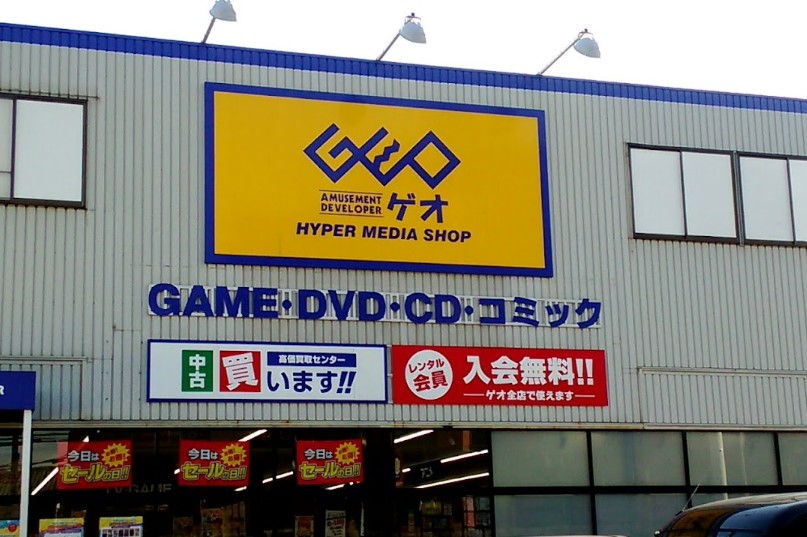 GEO
AMUSEMENT
DEVELOPER ゲオ
HYPER MEDIA SHOP
GAME・DVD・CD・コミック
中古 買 高価買取センター
います!!
レンタル会員 入会無料!!
ゲオ全店で使えます
今日は
セールの日!!
今日は
セールの日!!
今日は
セールの日!!
TV GAME